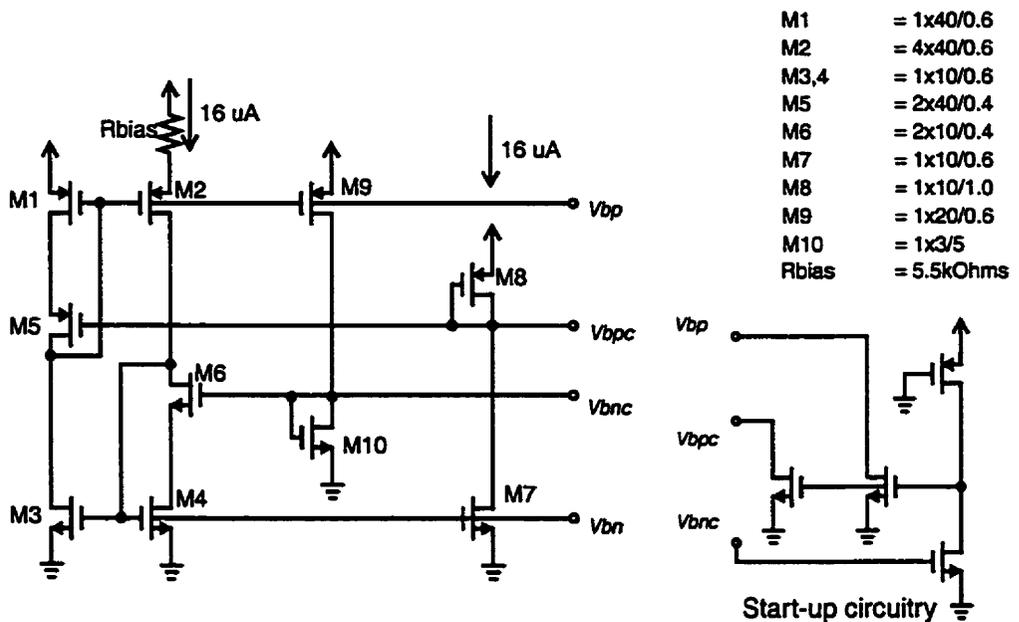 M1 = 1x40/0.6
M2 = 4x40/0.6
M3,4 = 1x10/0.6
M5 = 2x40/0.4
M6 = 2x10/0.4
M7 = 1x10/0.6
M8 = 1x10/1.0
M9 = 1x20/0.6
M10 = 1x3/5
Rbias = 5.5kOhms
16 uA
Rbias
16 uA
M1
M2
M9
Vbp
M8
M5
Vbpc
M6
Vbnc
M10
M3
M4
M7
Vbn
Vbp
Vbpc
Vbnc
Start-up circuitry